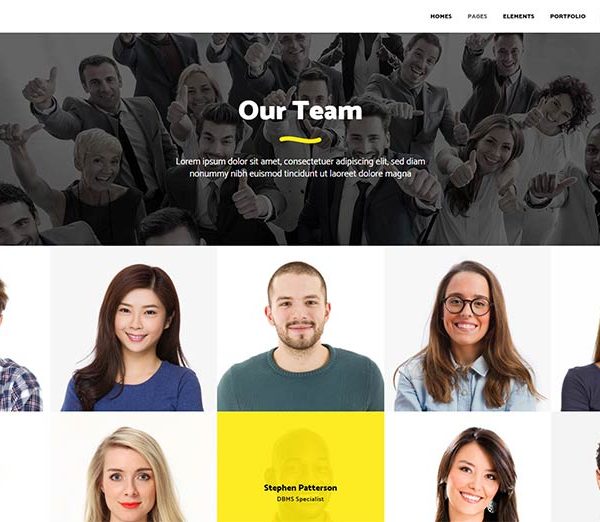 HOMES PAGES ELEMENTS PORTFOLIO
Our Team
Lorem ipsum dolor sit amet, consectetuer adipiscing elit, sed diam
nonummy nibh euismod tincidunt ut laoreet dolore magna
Stephen Patterson
DBMS Specialist